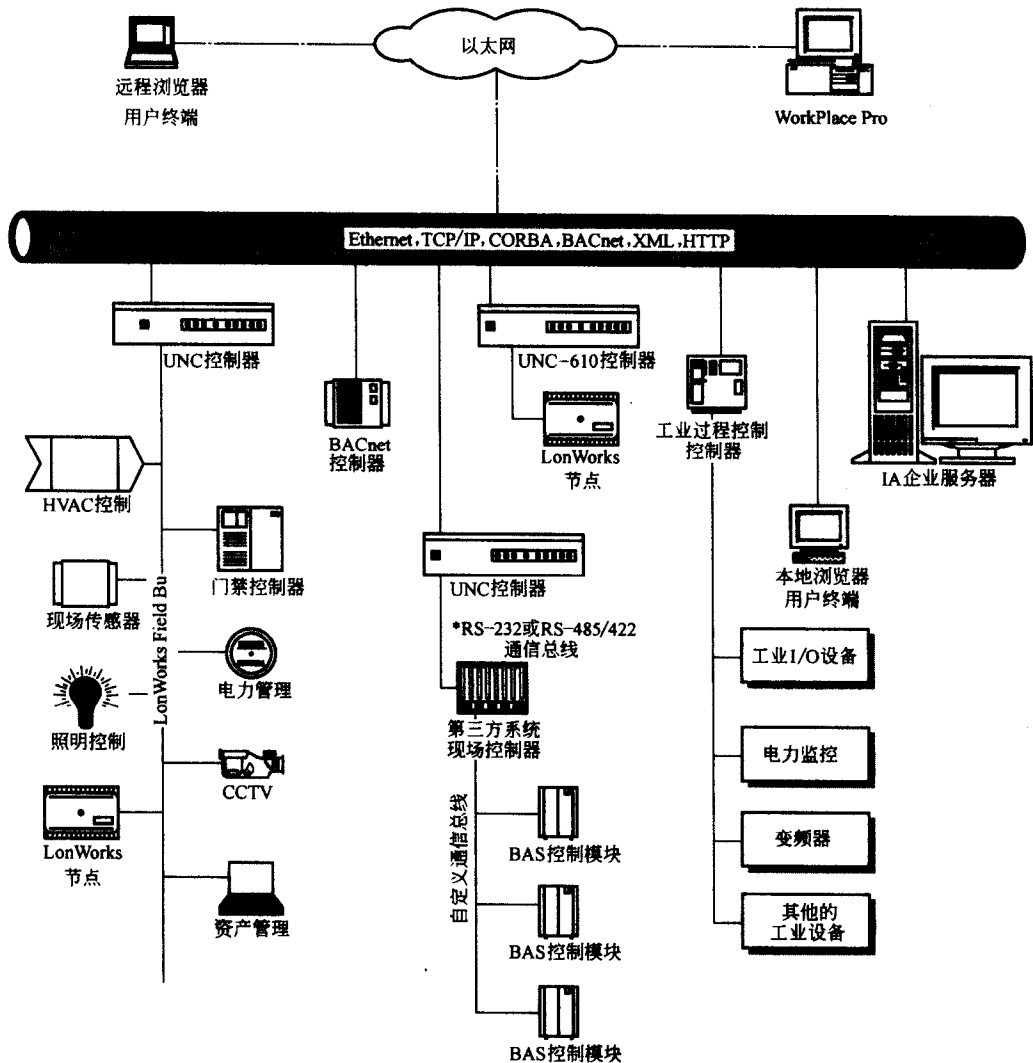 以太网
远程浏览器
用户终端
WorkPlace Pro
Ethernet,TCP/IP,CORBA,BACnet,XML,HTTP
UNC控制器
UNC-610控制器
BACnet
控制器
LonWorks
节点
工业过程控制
控制器
IA企业服务器
HVAC控制
门禁控制器
现场传感器
LonWorks Field Bu
电力管理
照明控制
CCTV
LonWorks
节点
资产管理
UNC控制器
*RS-232或RS-485/422
通信总线
第三方系统
现场控制器
自定义通信总线
BAS控制模块
BAS控制模块
BAS控制模块
本地浏览器
用户终端
工业I/O设备
电力监控
变频器
其他的
工业设备